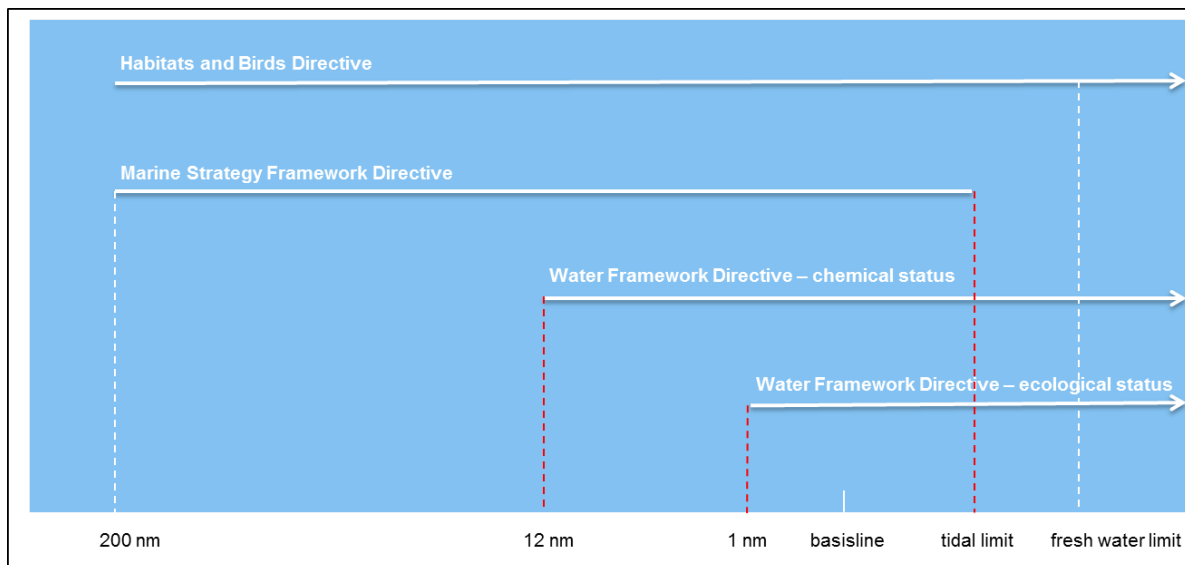 Habitats and Birds Directive
Marine Strategy Framework Directive
Water Framework Directive – chemical status
Water Framework Directive – ecological status
200 nm
12 nm
1 nm
basisline
tidal limit
fresh water limit